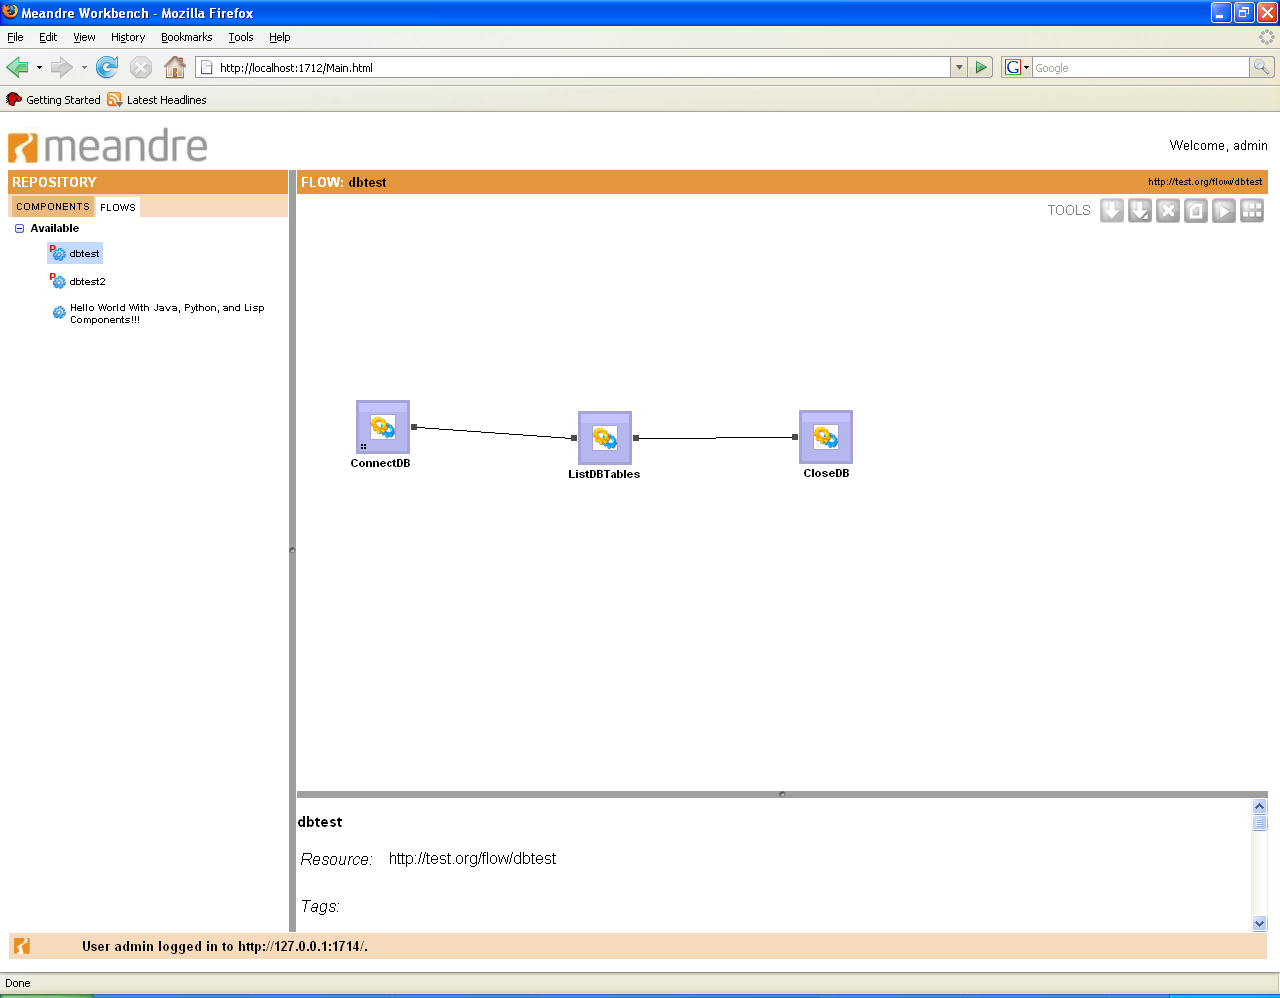 Meandre Workbench - Mozilla Firefox
File Edit View History Bookmarks Tools Help
http://localhost:1712/Main.html
G Google
Getting Started Latest Headlines
meandre
Welcome, admin
REPOSITORY
FLOW: dbtest
http://test.org/flow/dbtest
COMPONENTS FLOWS
TOOLS
Available
P dbtest
P dbtest2
Hello World With Java, Python, and Lisp
Components!!!
ConnectDB
ListDBTables
CloseDB
dbtest
Resource: http://test.org/flow/dbtest
Tags:
User admin logged in to http://127.0.0.1:1714/.
Done